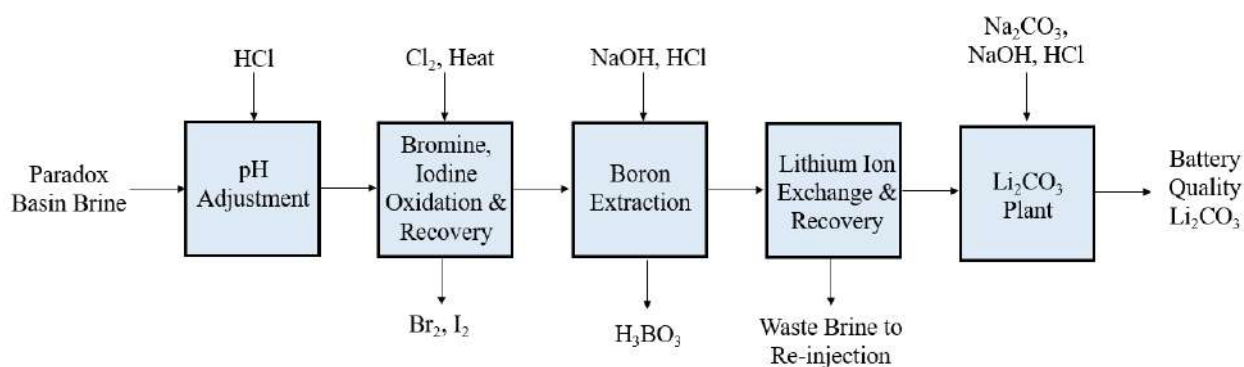 HCl
Cl₂, Heat
NaOH, HCl
Na₂CO₃,
NaOH, HCl
Paradox
Basin Brine
pH
Adjustment
Bromine,
Iodine
Oxidation &
Recovery
Boron
Extraction
Lithium Ion
Exchange &
Recovery
Li₂CO₃
Plant
Battery
Quality
Li₂CO₃
Br₂, I₂
H₃BO₃
Waste Brine to
Re-injection